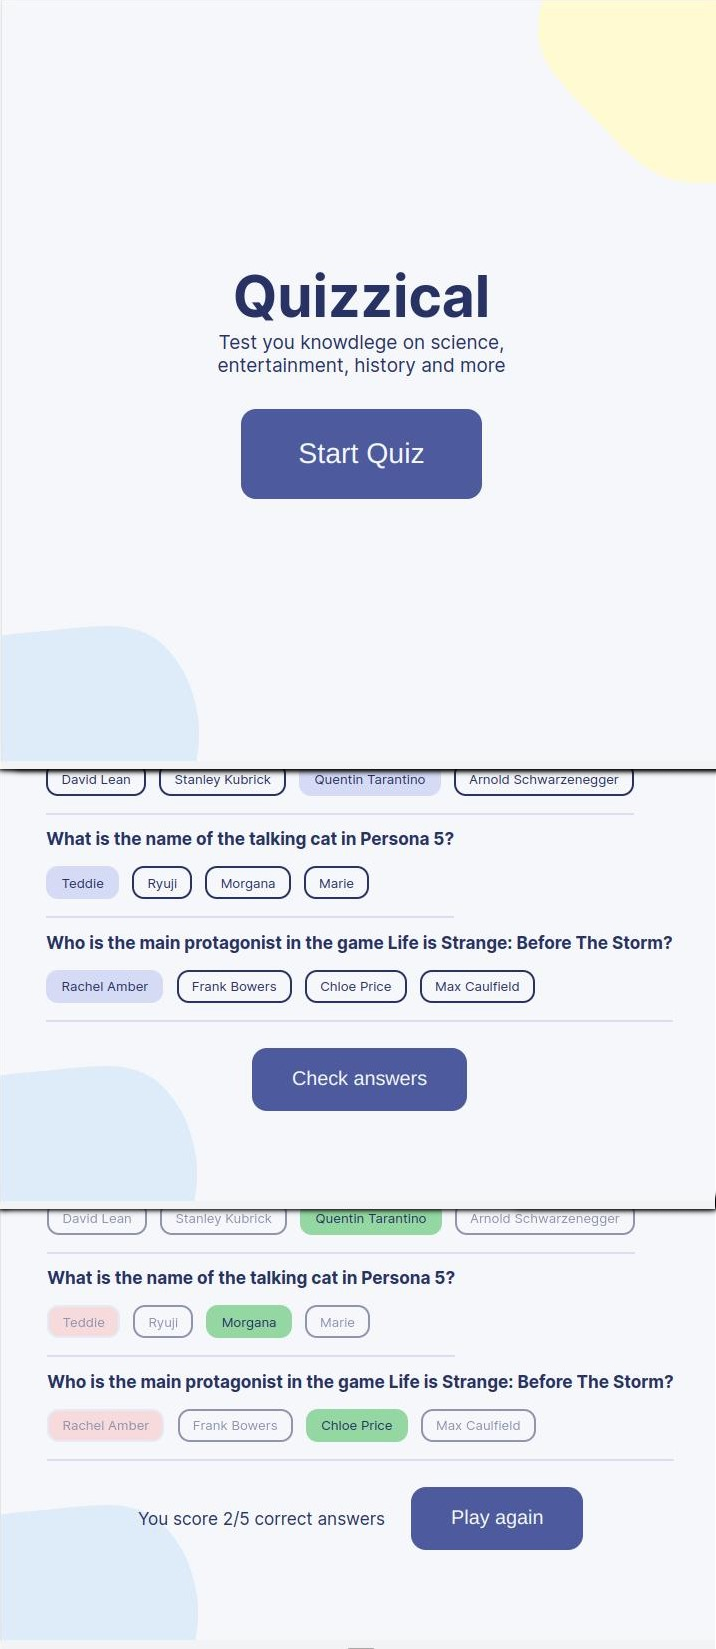 Quizzical
Test you knowdlege on science,
entertainment, history and more
Start Quiz
David Lean Stanley Kubrick Quentin Tarantino Arnold Schwarzenegger
What is the name of the talking cat in Persona 5?
Teddie Ryuji Morgana Marie
Who is the main protagonist in the game Life is Strange: Before The Storm?
Rachel Amber Frank Bowers Chloe Price Max Caulfield
Check answers
David Lean Stanley Kubrick Quentin Tarantino Arnold Schwarzenegger
What is the name of the talking cat in Persona 5?
Teddie Ryuji Morgana Marie
Who is the main protagonist in the game Life is Strange: Before The Storm?
Rachel Amber Frank Bowers Chloe Price Max Caulfield
You score 2/5 correct answers Play again